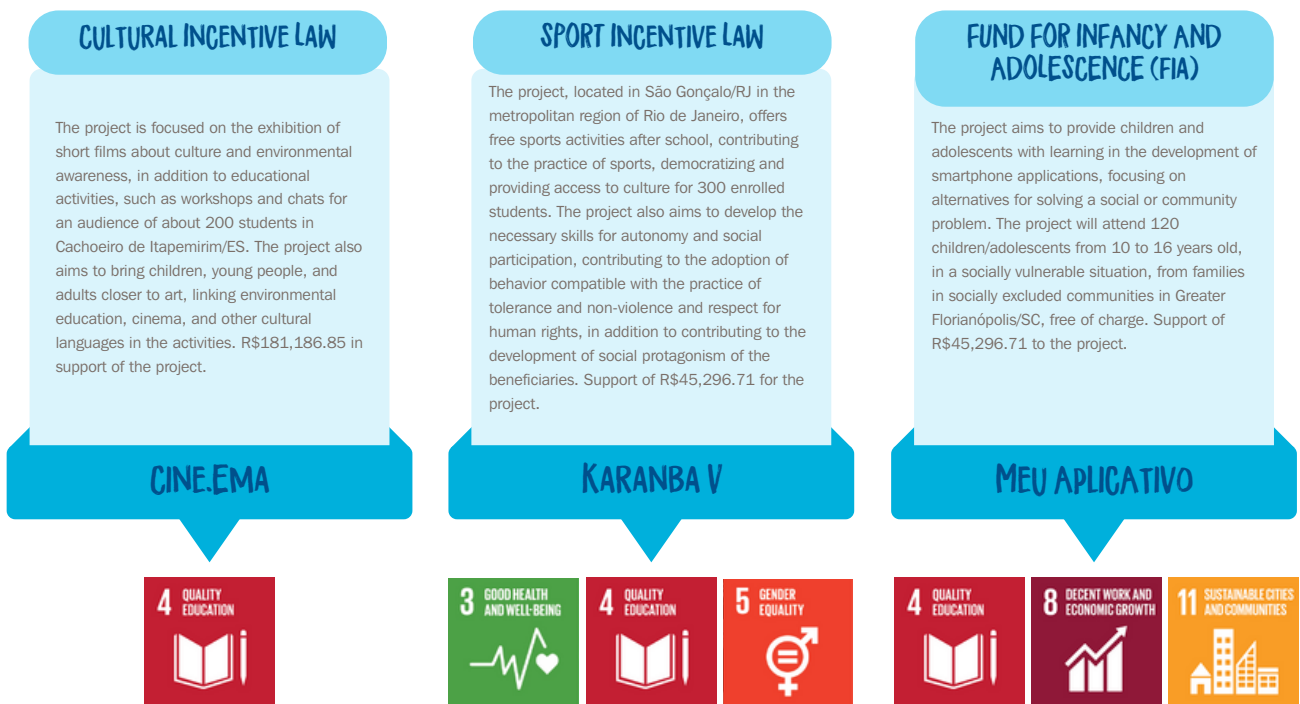 CULTURAL INCENTIVE LAW
The project is focused on the exhibition of
short films about culture and environmental
awareness, in addition to educational
activities, such as workshops and chats for
an audience of about 200 students in
Cachoeiro de Itapemirim/ES. The project also
aims to bring children, young people, and
adults closer to art, linking environmental
education, cinema, and other cultural
languages in the activities. R$181,186.85 in
support of the project.
CINE.EMA
4 QUALITY
EDUCATION
SPORT INCENTIVE LAW
The project, located in São Gonçalo/RJ in the
metropolitan region of Rio de Janeiro, offers
free sports activities after school, contributing
to the practice of sports, democratizing and
providing access to culture for 300 enrolled
students. The project also aims to develop the
necessary skills for autonomy and social
participation, contributing to the adoption of
behavior compatible with the practice of
tolerance and non-violence and respect for
human rights, in addition to contributing to the
development of social protagonism of the
beneficiaries. Support of R$45,296.71 for the
project.
KARANBA V
3 GOOD HEALTH
AND WELL-BEING
4 QUALITY
EDUCATION
5 GENDER
EQUALITY
FUND FOR INFANCY AND
ADOLESCENCE (FIA)
The project aims to provide children and
adolescents with learning in the development of
smartphone applications, focusing on
alternatives for solving a social or community
problem. The project will attend 120
children/adolescents from 10 to 16 years old,
in a socially vulnerable situation, from families
in socially excluded communities in Greater
Florianópolis/SC, free of charge. Support of
R$45,296.71 to the project.
MEU APLICATIVO
4 QUALITY
EDUCATION
8 DECENT WORK AND
ECONOMIC GROWTH
11 SUSTAINABLE CITIES
AND COMMUNITIES